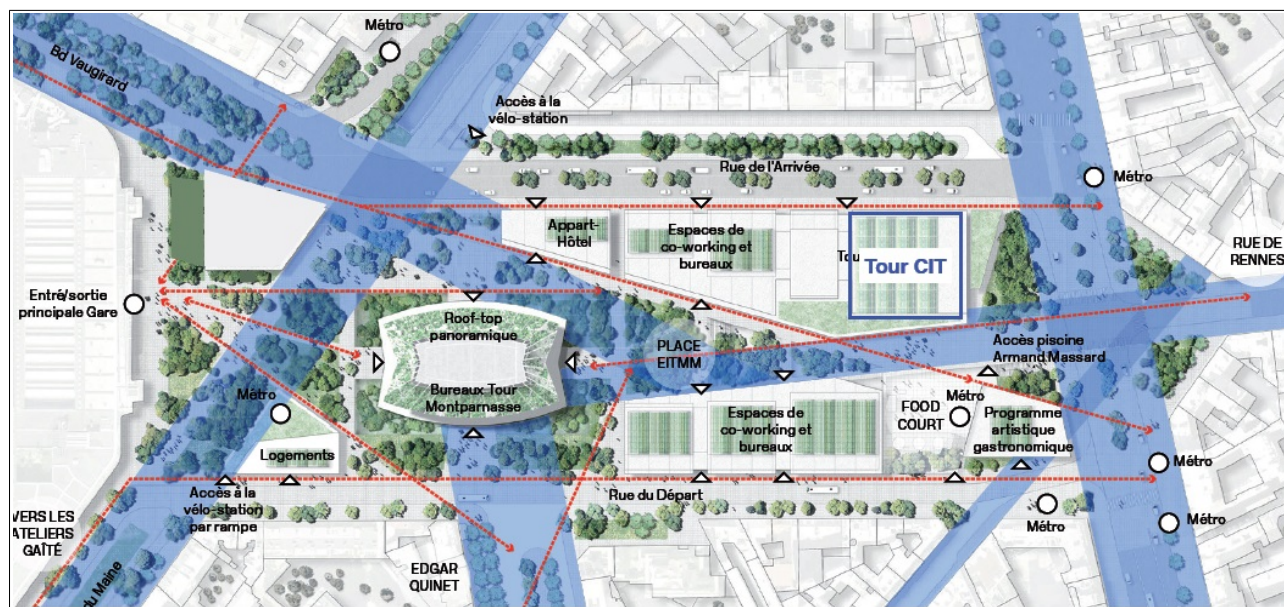 Métro
Bd Vaugirard
Accès à la
vélo-station
Rue de l'Arrivée
Métro
Appart-
Hôtel
Espaces de
co-working et
bureaux
Tour CIT
RUE DE
RENNES
Entré/sortie
principale Gare
Roof-top
panoramique
PLACE
EITMM
Accès piscine
Armand Massard
Bureaux Tour
Montparnasse
Métro
Métro
FOOD
COURT
Espaces de
co-working et
bureaux
Programme
artistique
gastronomique
Logements
Métro
Rue du Départ
Accès à la
vélo-station
par rampe
Métro
Métro
VERS LES
ATELIERS
GAÎTÉ
EDGAR
QUINET
du Maine